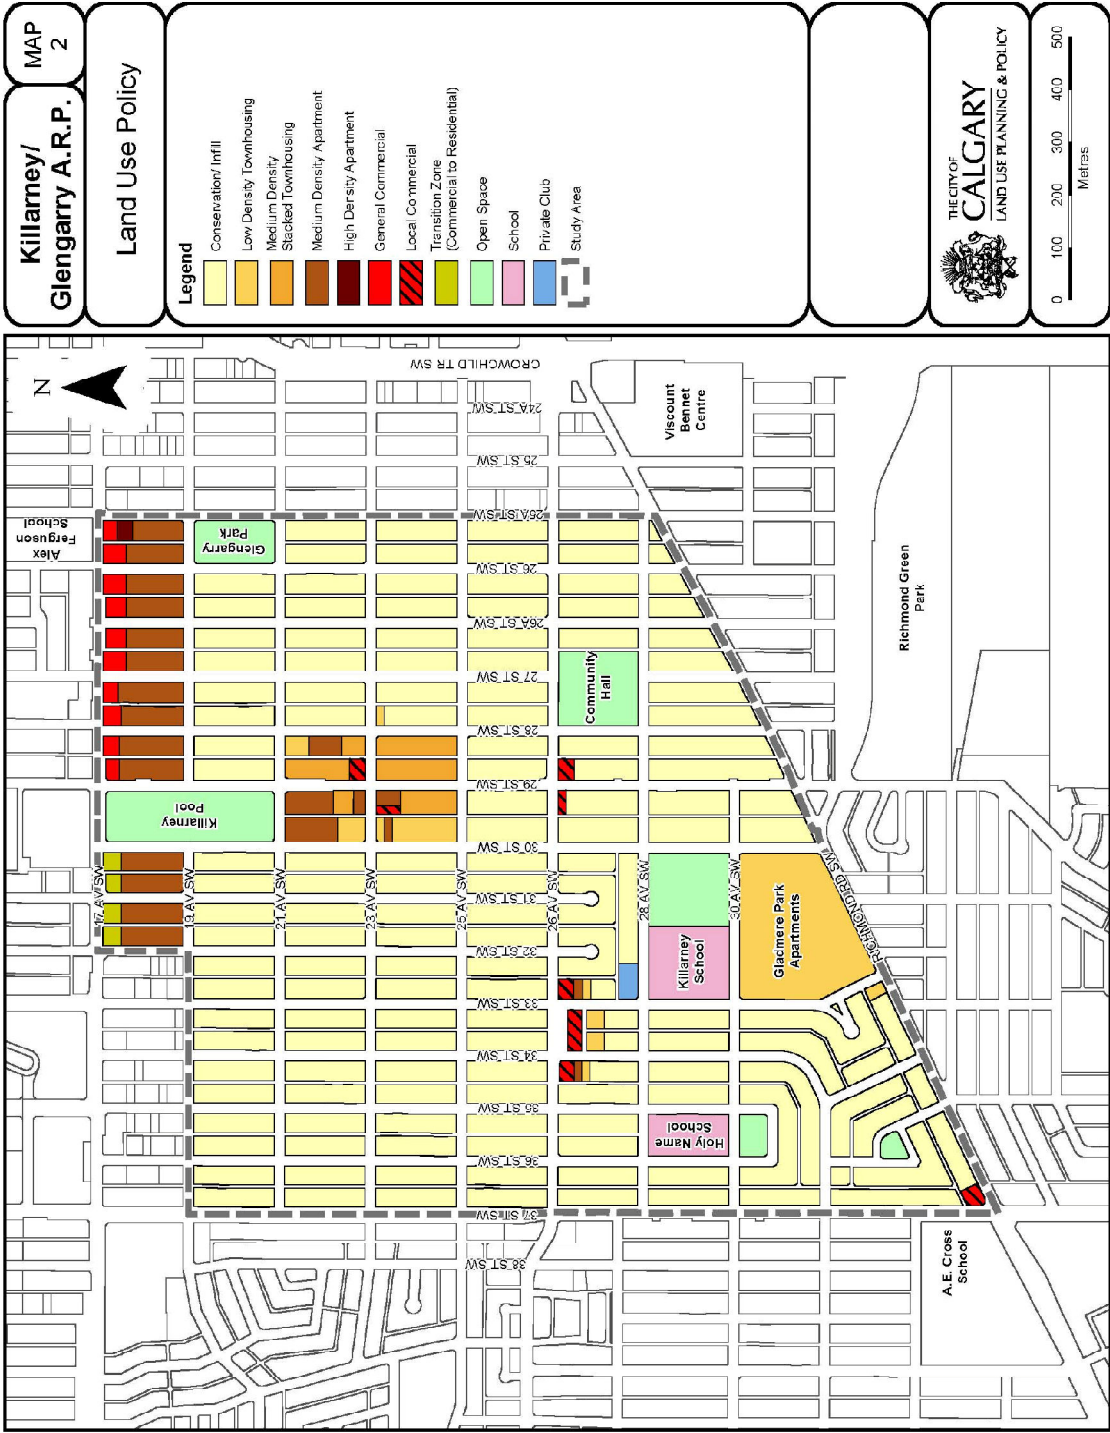 MAP
2
Killarney/
Glengarry A.R.P.
Land Use Policy
Legend
Conservation/ Infill
Low Density Townhousing
Medium Density
Stacked Townhousing
Medium Density Apartment
High Density Apartment
General Commercial
Local Commercial
Transition Zone
(Commercial to Residential)
Open Space
School
Private Club
Study Area
THE CITY OF
CALGARY
LAND USE PLANNING & POLICY
0 100 200 300 400 500
Metres
N
CROWCHILD TR SW
24A ST SW
25 ST SW
25A ST SW
26 ST SW
26A ST SW
27 ST SW
28 ST SW
29 ST SW
30 ST SW
31 ST SW
32 ST SW
33 ST SW
34 ST SW
35 ST SW
36 ST SW
37 ST SW
38 ST SW
17 AV SW
19 AV SW
21 AV SW
23 AV SW
25 AV SW
26 AV SW
28 AV SW
30 AV SW
RICHMOND RD SW
Alex
Ferguson
School
Glengarry
Park
Killarney
Pool
Community
Hall
Viscount
Bennet
Centre
Richmond Green
Park
Killarney
School
Gladmere Park
Apartments
Holy Name
School
A.E. Cross
School